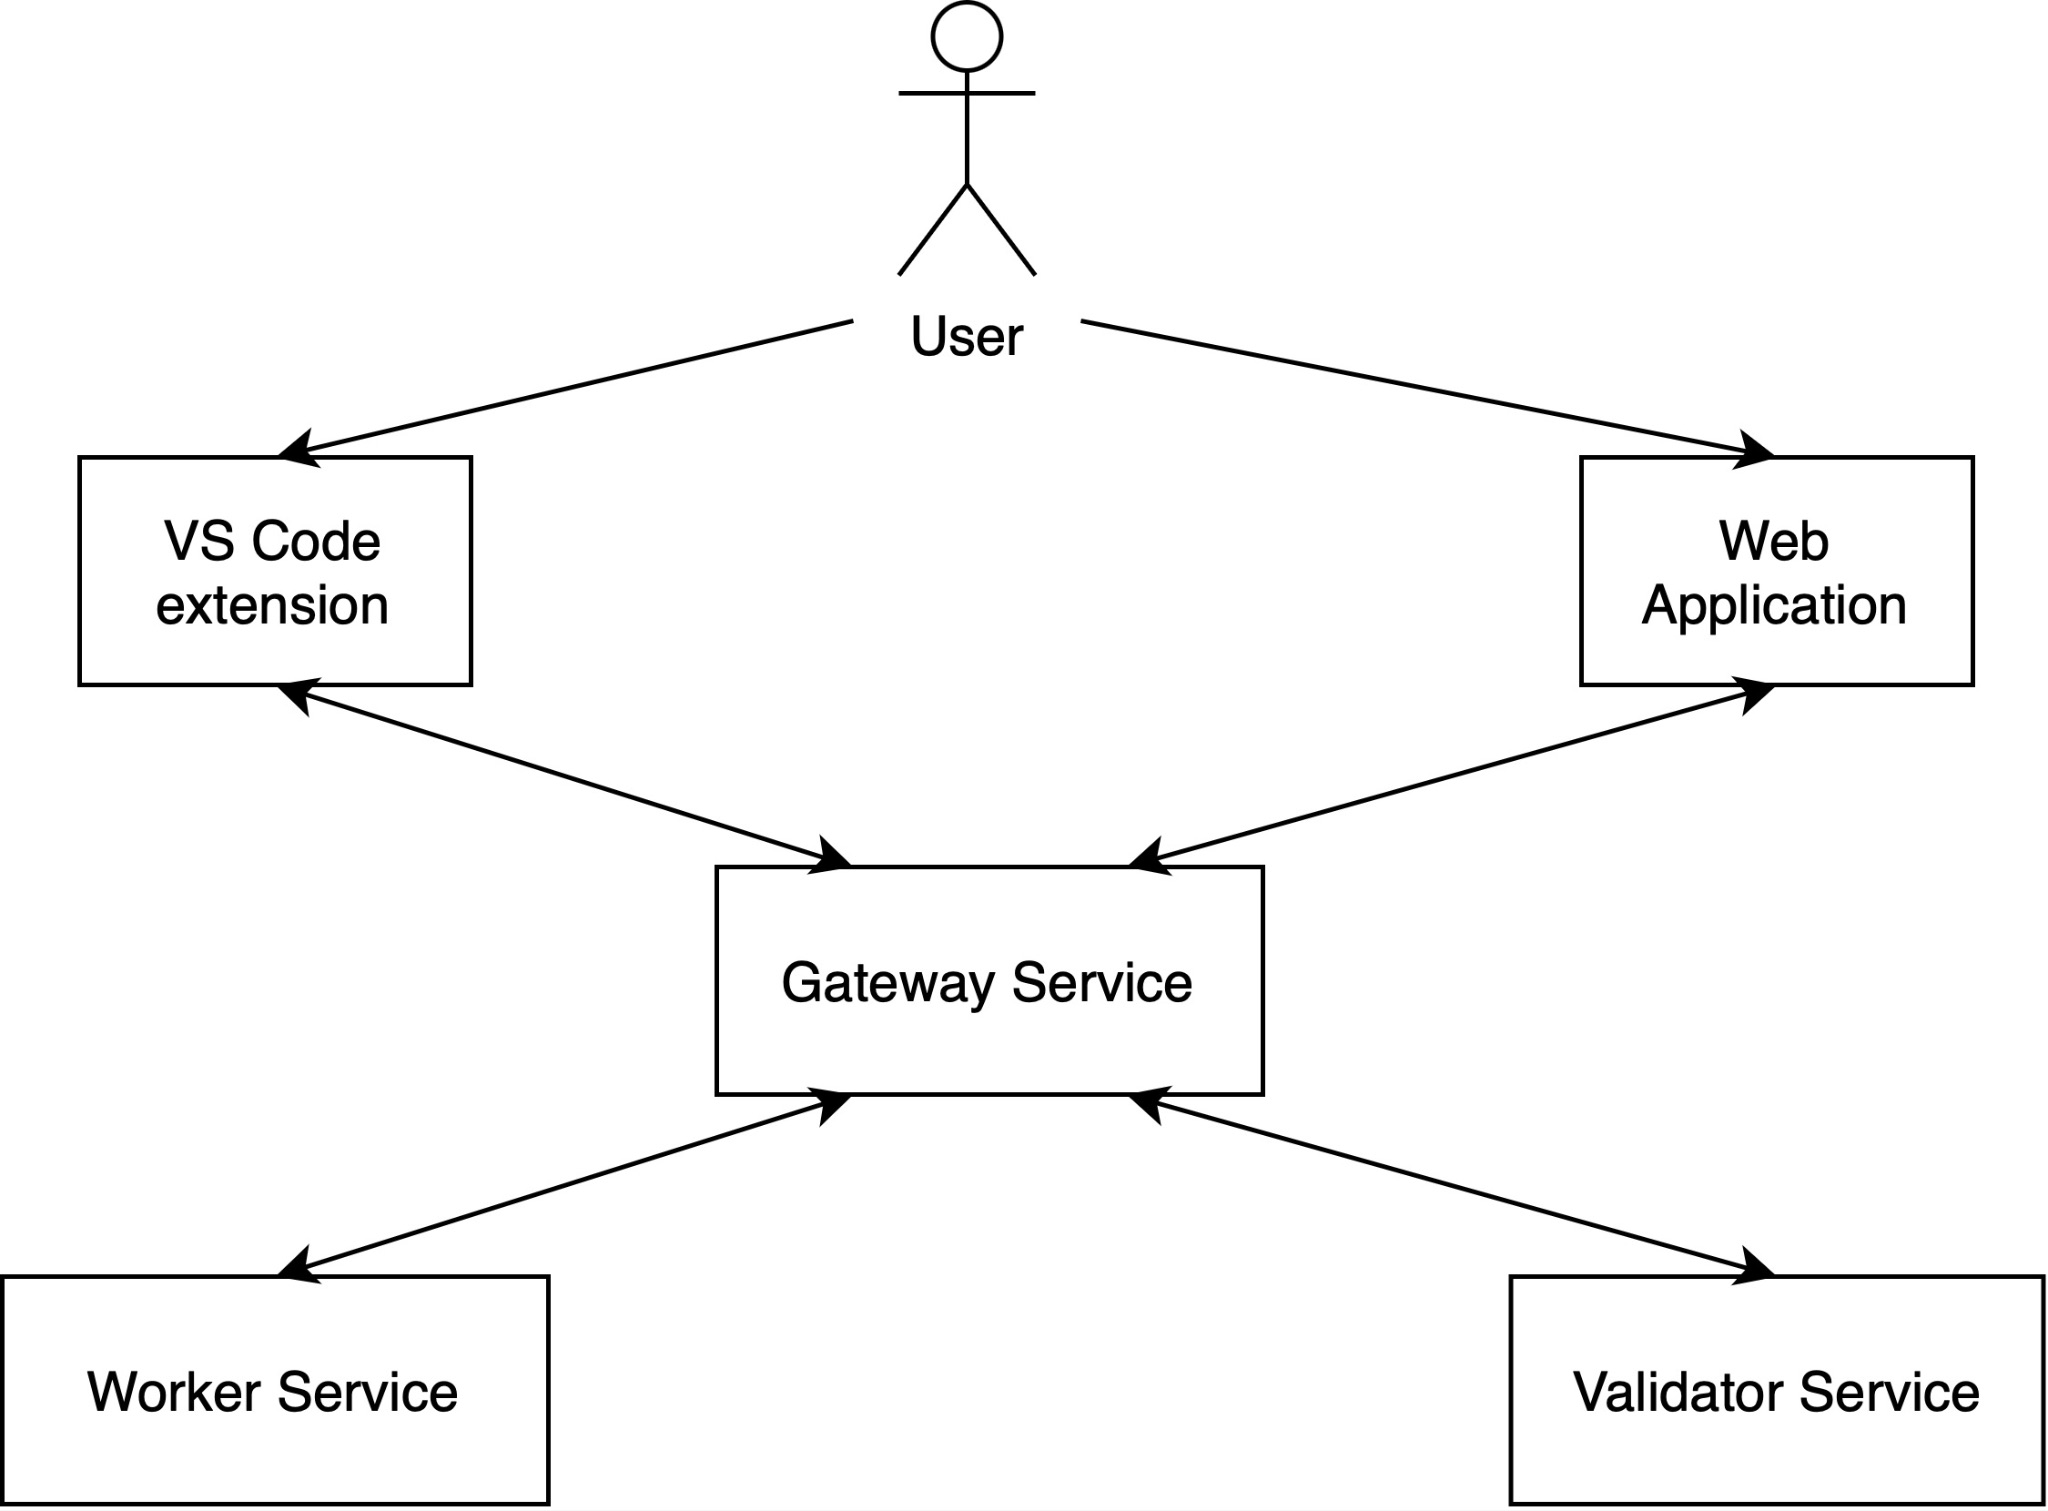 User
VS Code
extension
Web
Application
Gateway Service
Worker Service
Validator Service